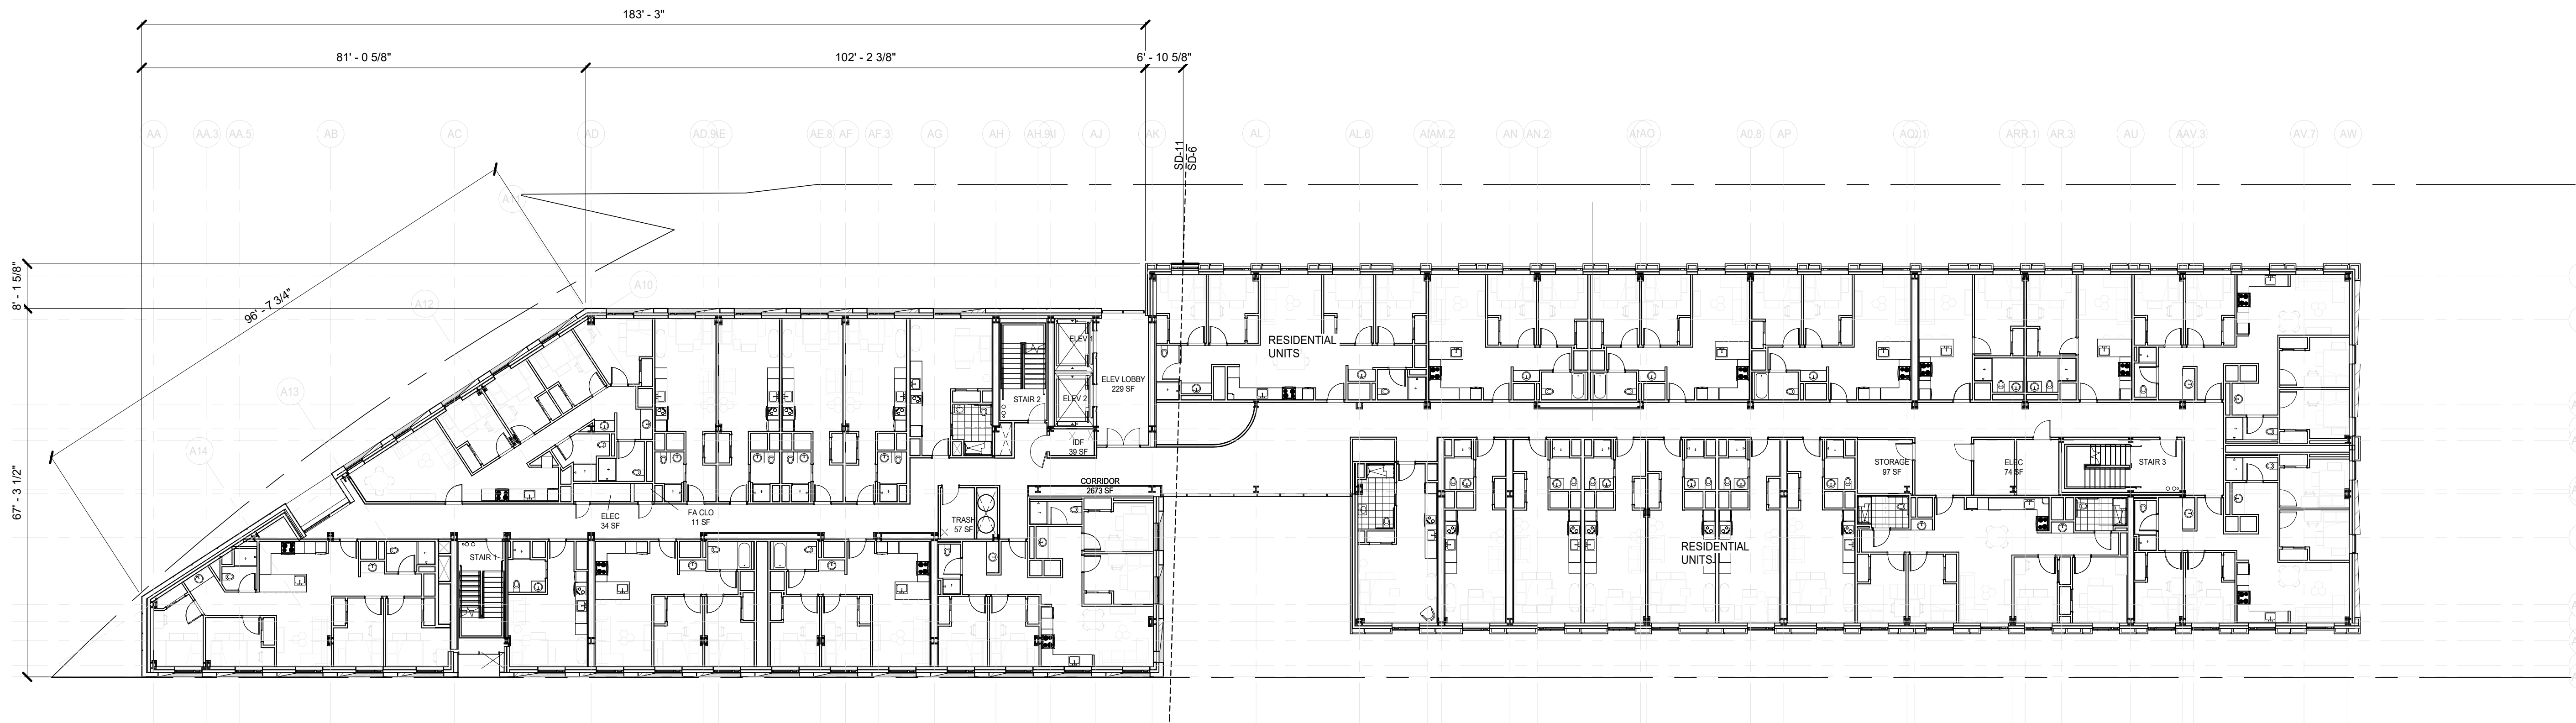 183' - 3"
81' - 0 5/8"
102' - 2 3/8"
6' - 10 5/8"
AA
AA.3
AA.5
AB
AC
AD
AE.8
AF
AF.3
AG
AH
AJ
AK
AL
AL.6
AN
AN.2
AP
AR.3
AU
AV.7
AW
SD-11
SD-6
8' - 1 5/8"
96' - 7 3/4"
67' - 3 1/2"
A10
A12
A13
A14
ELEV 1
ELEV 2
STAIR 2
ELEV LOBBY
229 SF
IDF
39 SF
RESIDENTIAL
UNITS
CORRIDOR
2673 SF
ELEC
34 SF
FA CLO
11 SF
TRASH
57 SF
STAIR 1
STORAGE
97 SF
ELEC
74 SF
STAIR 3
RESIDENTIAL
UNITS